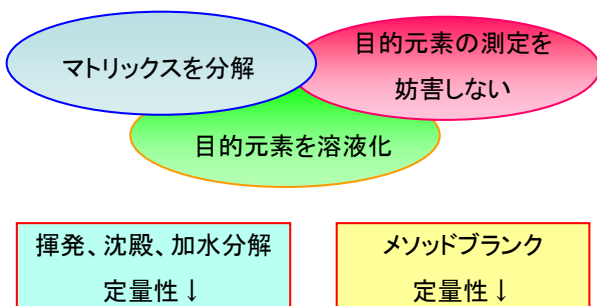 マトリックスを分解
目的元素の測定を
妨害しない
目的元素を溶液化
揮発、沈殿、加水分解
定量性↓
メソッドブランク
定量性↓